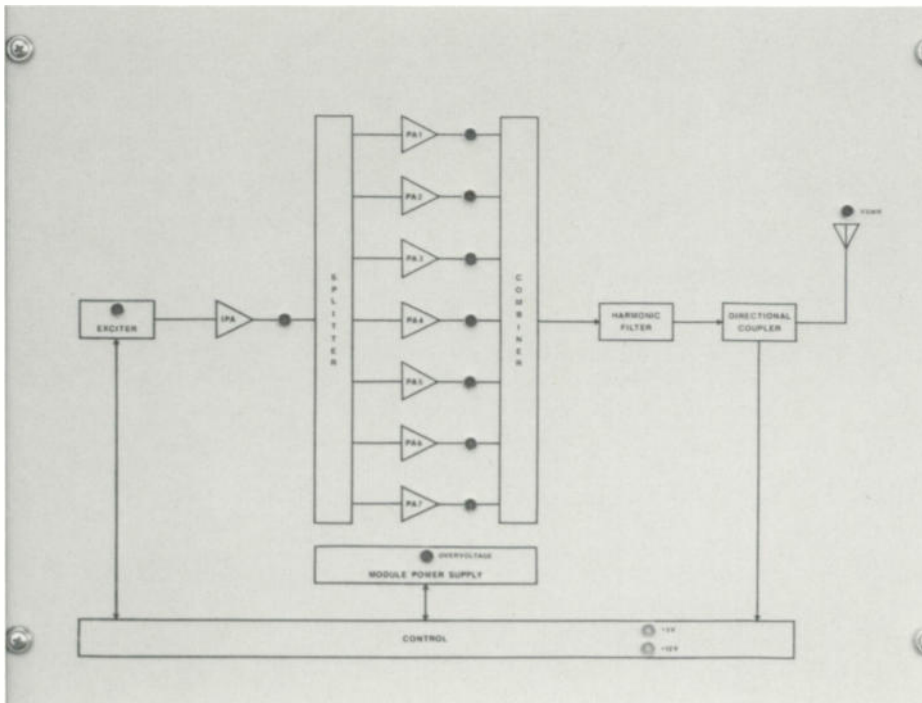 PA1
PA2
VSWR
PA3
SPLITTER
COMBINER
EXCITER
IPA
PA4
HARMONIC
FILTER
DIRECTIONAL
COUPLER
PA5
PA6
PA7
OVERVOLTAGE
MODULE POWER SUPPLY
CONTROL